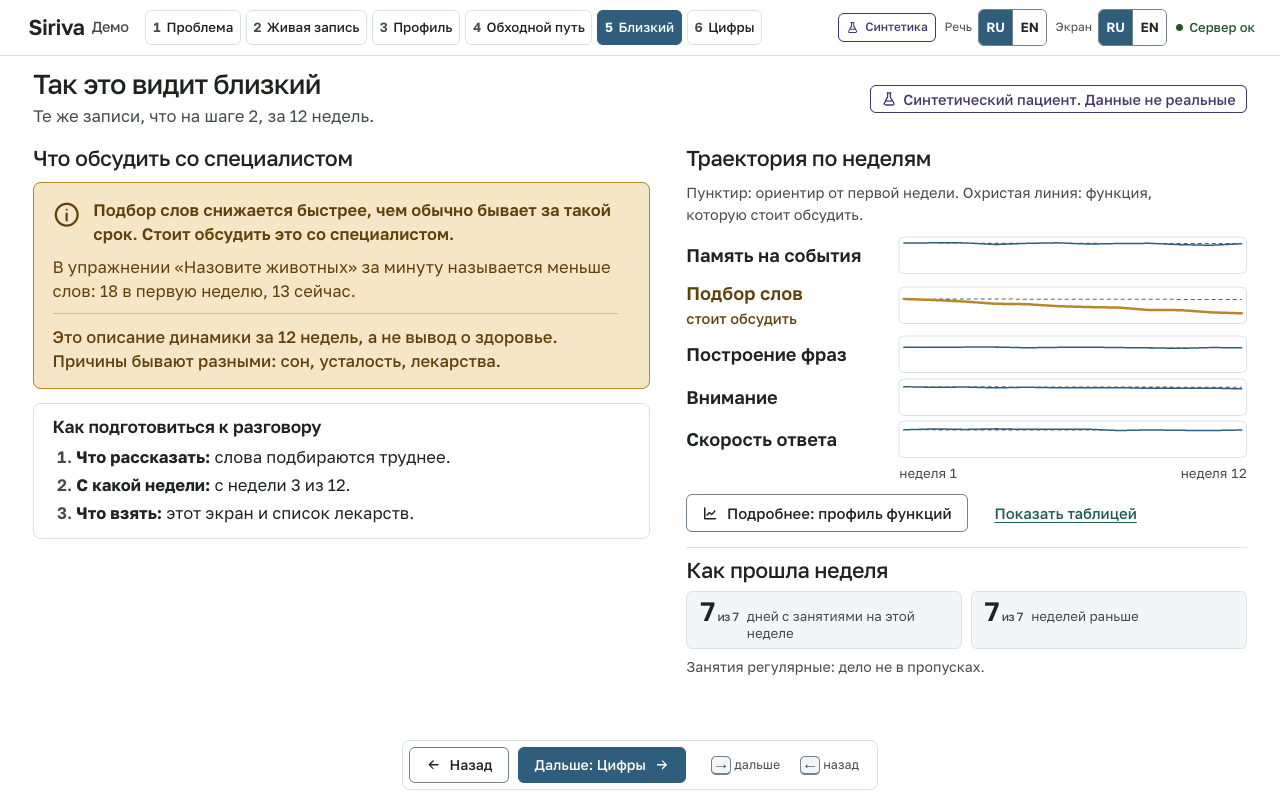 Siriva Демо
1 Проблема
2 Живая запись
3 Профиль
4 Обходной путь
5 Близкий
6 Цифры
Синтетика
Речь
RU EN
Экран
RU EN
Сервер ок
Так это видит близкий
Те же записи, что на шаге 2, за 12 недель.
Синтетический пациент. Данные не реальные
Что обсудить со специалистом
Подбор слов снижается быстрее, чем обычно бывает за такой
срок. Стоит обсудить это со специалистом.
В упражнении «Назовите животных» за минуту называется меньше
слов: 18 в первую неделю, 13 сейчас.
Это описание динамики за 12 недель, а не вывод о здоровье.
Причины бывают разными: сон, усталость, лекарства.
Как подготовиться к разговору
1. Что рассказать: слова подбираются труднее.
2. С какой недели: с недели 3 из 12.
3. Что взять: этот экран и список лекарств.
Траектория по неделям
Пунктир: ориентир от первой недели. Охристая линия: функция,
которую стоит обсудить.
Память на события
Подбор слов
стоит обсудить
Построение фраз
Внимание
Скорость ответа
неделя 1
неделя 12
Подробнее: профиль функций
Показать таблицей
Как прошла неделя
7 из 7 дней с занятиями на этой
неделе
7 из 7 неделей раньше
Занятия регулярные: дело не в пропусках.
← Назад
Дальше: Цифры →
→ дальше
← назад